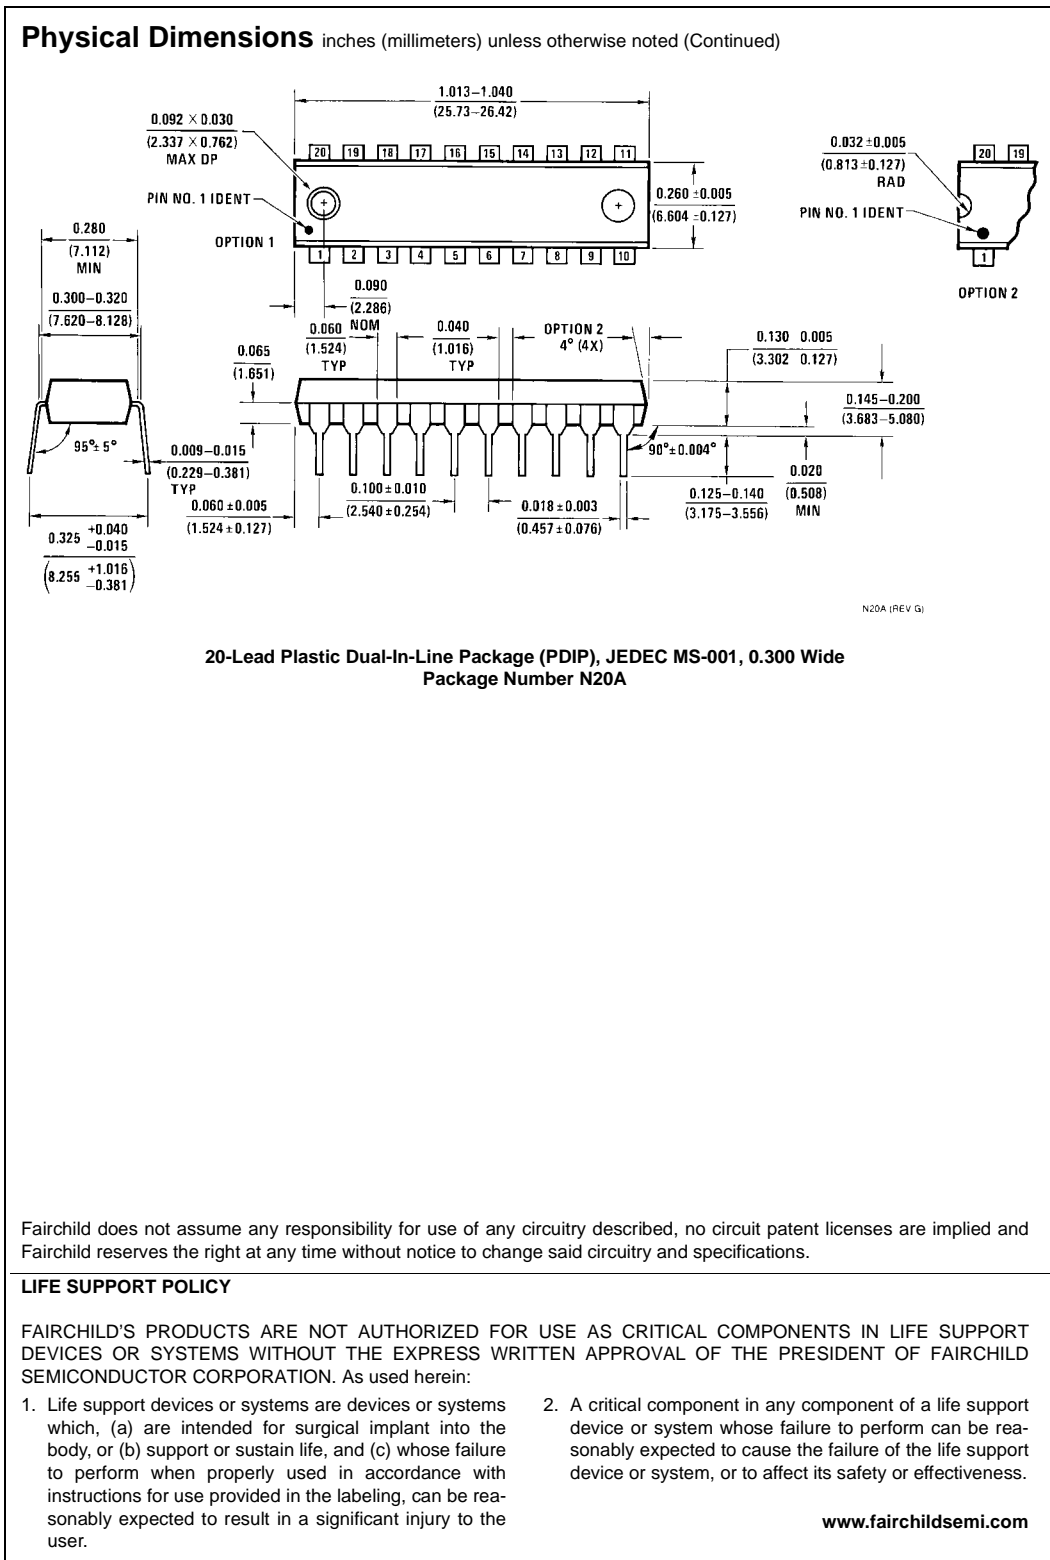 Physical Dimensions inches (millimeters) unless otherwise noted (Continued)
1.013–1.040
(25.73–26.42)
0.092 × 0.030
(2.337 × 0.762)
MAX DP
20 19 18 17 16 15 14 13 12 11
0.032 ±0.005
(0.813 ±0.127)
RAD
20 19
PIN NO. 1 IDENT
0.260 ±0.005
(6.604 ±0.127)
PIN NO. 1 IDENT
OPTION 1
1 2 3 4 5 6 7 8 9 10
1
OPTION 2
0.280
(7.112)
MIN
0.300–0.320
(7.620–8.128)
0.090
(2.286)
NOM
0.060
(1.524)
TYP
0.040
(1.016)
TYP
OPTION 2
4° (4X)
0.130 0.005
(3.302 0.127)
0.065
(1.651)
0.145–0.200
(3.683–5.080)
95°± 5°
0.009–0.015
(0.229–0.381)
TYP
90°±0.004°
0.020
(0.508)
MIN
0.125–0.140
(3.175–3.556)
0.060 ±0.005
(1.524 ±0.127)
0.100 ±0.010
(2.540 ±0.254)
0.018 ±0.003
(0.457 ±0.076)
0.325 +0.040
−0.015
(8.255 +1.016
−0.381)
N20A (REV G)
20-Lead Plastic Dual-In-Line Package (PDIP), JEDEC MS-001, 0.300 Wide
Package Number N20A
Fairchild does not assume any responsibility for use of any circuitry described, no circuit patent licenses are implied and
Fairchild reserves the right at any time without notice to change said circuitry and specifications.
LIFE SUPPORT POLICY
FAIRCHILD'S PRODUCTS ARE NOT AUTHORIZED FOR USE AS CRITICAL COMPONENTS IN LIFE SUPPORT
DEVICES OR SYSTEMS WITHOUT THE EXPRESS WRITTEN APPROVAL OF THE PRESIDENT OF FAIRCHILD
SEMICONDUCTOR CORPORATION. As used herein:
1. Life support devices or systems are devices or systems
which, (a) are intended for surgical implant into the
body, or (b) support or sustain life, and (c) whose failure
to perform when properly used in accordance with
instructions for use provided in the labeling, can be rea-
sonably expected to result in a significant injury to the
user.
2. A critical component in any component of a life support
device or system whose failure to perform can be rea-
sonably expected to cause the failure of the life support
device or system, or to affect its safety or effectiveness.
www.fairchildsemi.com